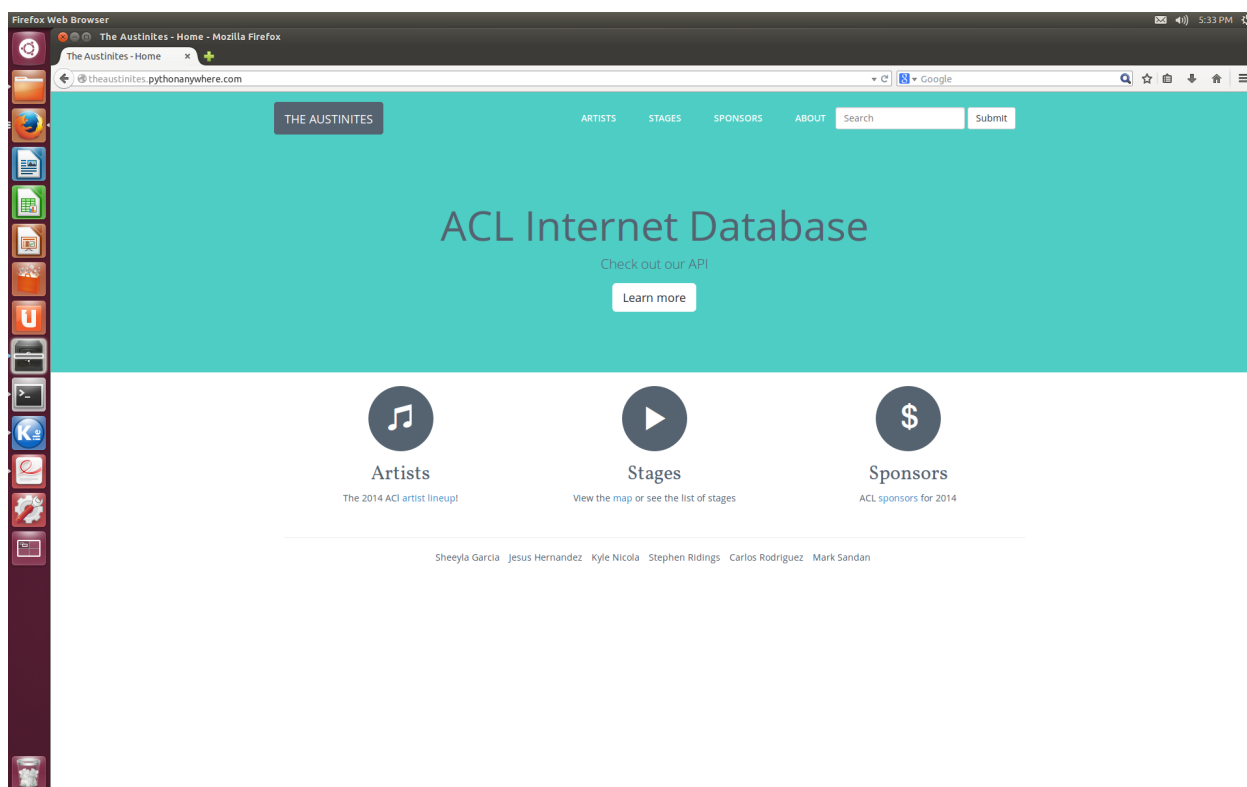 Firefox Web Browser
5:33 PM
The Austinites - Home - Mozilla Firefox
The Austinites - Home
theaustinites.pythonanywhere.com
Google
THE AUSTINITES
ARTISTS STAGES SPONSORS ABOUT Search Submit
ACL Internet Database
Check out our API
Learn more
Artists Stages Sponsors
The 2014 ACl artist lineup! View the map or see the list of stages ACL sponsors for 2014
Sheeyla Garcia Jesus Hernandez Kyle Nicola Stephen Ridings Carlos Rodriguez Mark Sandan